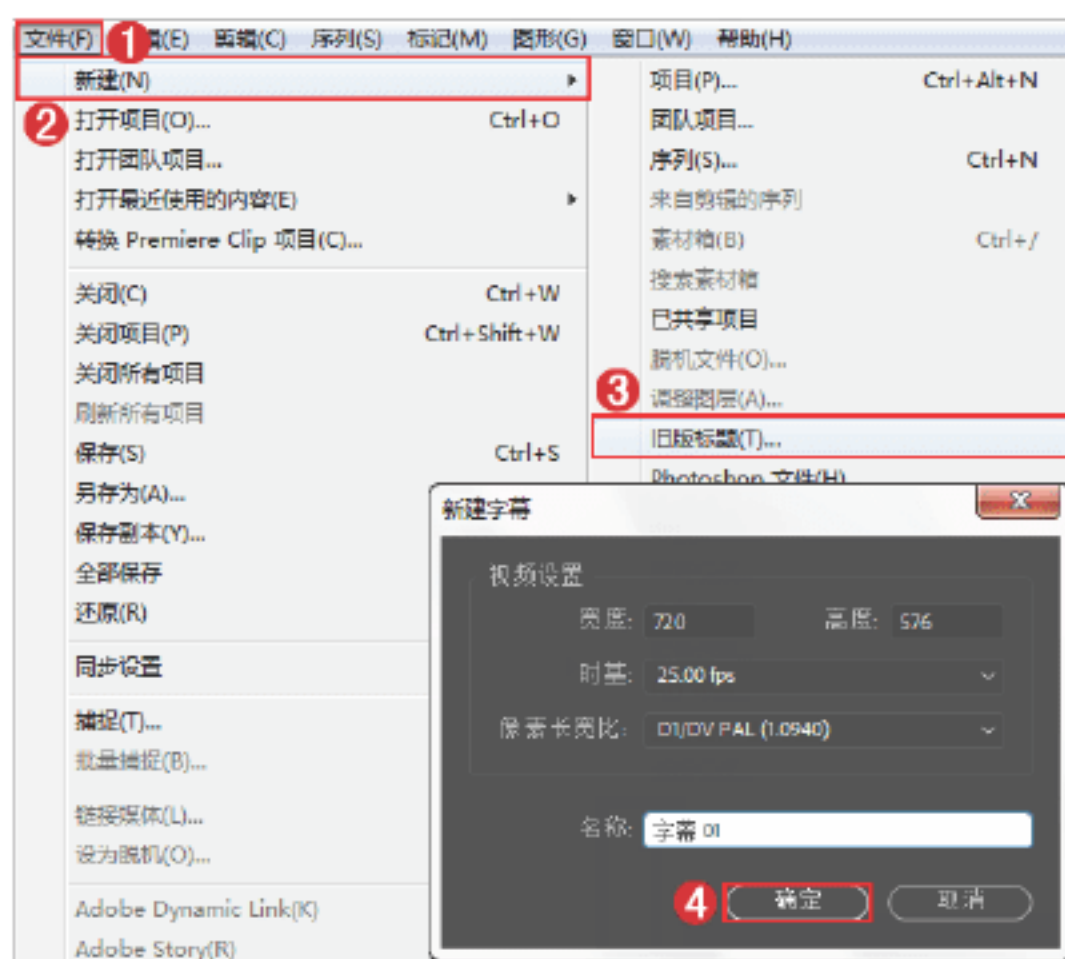 文件(F) 1 辑(E) 剪辑(C) 序列(S) 标记(M) 图形(G) 窗口(W) 帮助(H)
新建(N)
2
打开项目(O)... Ctrl+O
打开团队项目...
打开最近使用的内容(E)
转换 Premiere Clip 项目(C)...
关闭(C) Ctrl+W
关闭项目(P) Ctrl+Shift+W
关闭所有项目
刷新所有项目
保存(S) Ctrl+S
另存为(A)...
保存副本(Y)...
全部保存
还原(R)
同步设置
捕捉(T)...
批量捕捉(B)...
链接媒体(L)...
设为脱机(O)...
Adobe Dynamic Link(K)
Adobe Story(R)
项目(P)... Ctrl+Alt+N
团队项目...
序列(S)... Ctrl+N
来自剪辑的序列
素材箱(B) Ctrl+/
搜索素材箱
已共享项目
脱机文件(O)...
3
调整图层(A)...
旧版标题(T)...
Photoshop 文件(H)
新建字幕
视频设置
宽度: 720 高度: 576
时基: 25.00 fps
像素长宽比: D1/DV PAL (1.0940)
名称: 字幕 01
4 确定 取消